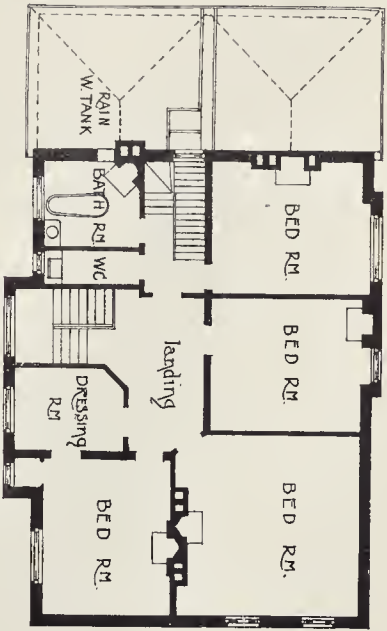 RAIN
W. TANK
BATH RM
WC
BED RM.
BED RM.
landing
DRESSING
RM
BED RM.
BED RM.